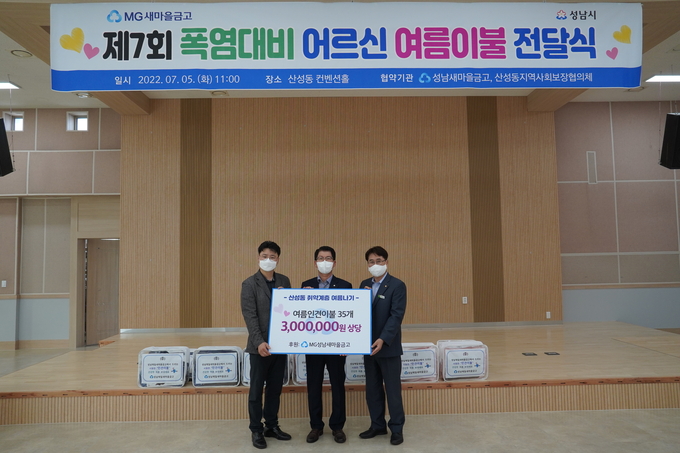 MG새마을금고
성남시
제7회 폭염대비 어르신 여름이불 전달식
일시 2022. 07. 05. (화) 11:00 장소 산성동 컨벤션홀 협약기관 성남새마을금고, 산성동지역사회보장협의체
- 산성동 취약계층 여름나기 -
여름인견이불 35개
3,000,000원 상당
후원 : MG성남새마을금고